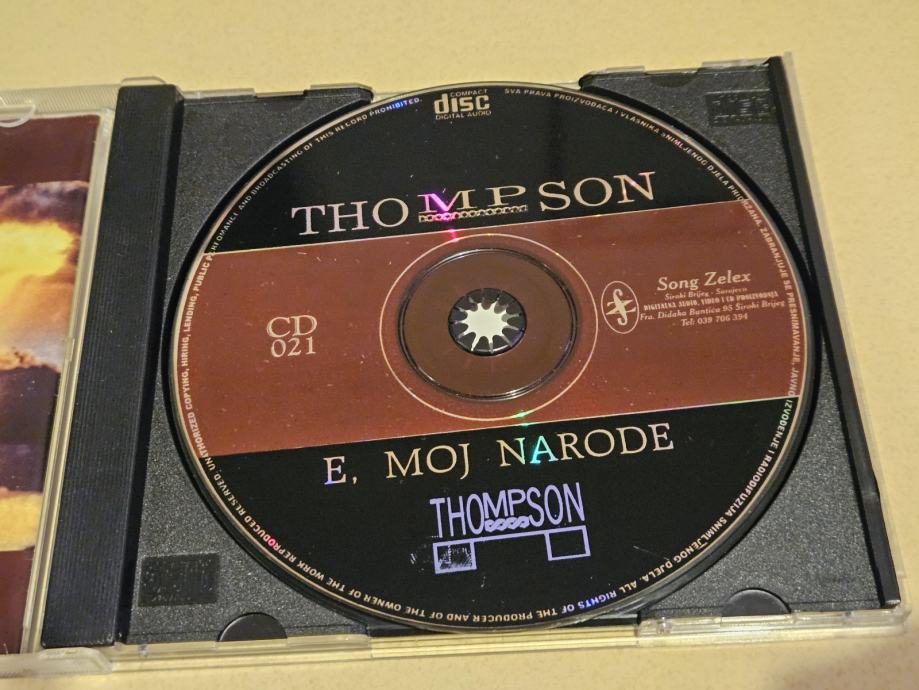 COMPACT
disc
DIGITAL AUDIO
THOMPSON
CD
021
Song Zelex
Široki Brijeg - Sarajevo
DIGITALNA AUDIO, VIDEO I CD PROIZVODNJA
Fra. Didaka Buntića 95 Široki Brijeg
Tel: 039 706 394
E, MOJ NARODE
THOMPSON
SVA PRAVA PROIZVOĐAČA I VLASNIKA SNIMLJENOG DJELA PRIDRŽANA. ZABRANJUJE SE PRESNIMAVANJE, JAVNO IZVOĐENJE I RADIODIFUZIJA SNIMLJENOG DJELA. ALL RIGHTS OF THE PRODUCER AND OF THE OWNER OF THE WORK REPRODUCED RESERVED. UNAUTHORIZED COPYING, HIRING, LENDING, PUBLIC PERFOMANCE AND BROADCASTING OF THIS RECORD PROHIBITED.